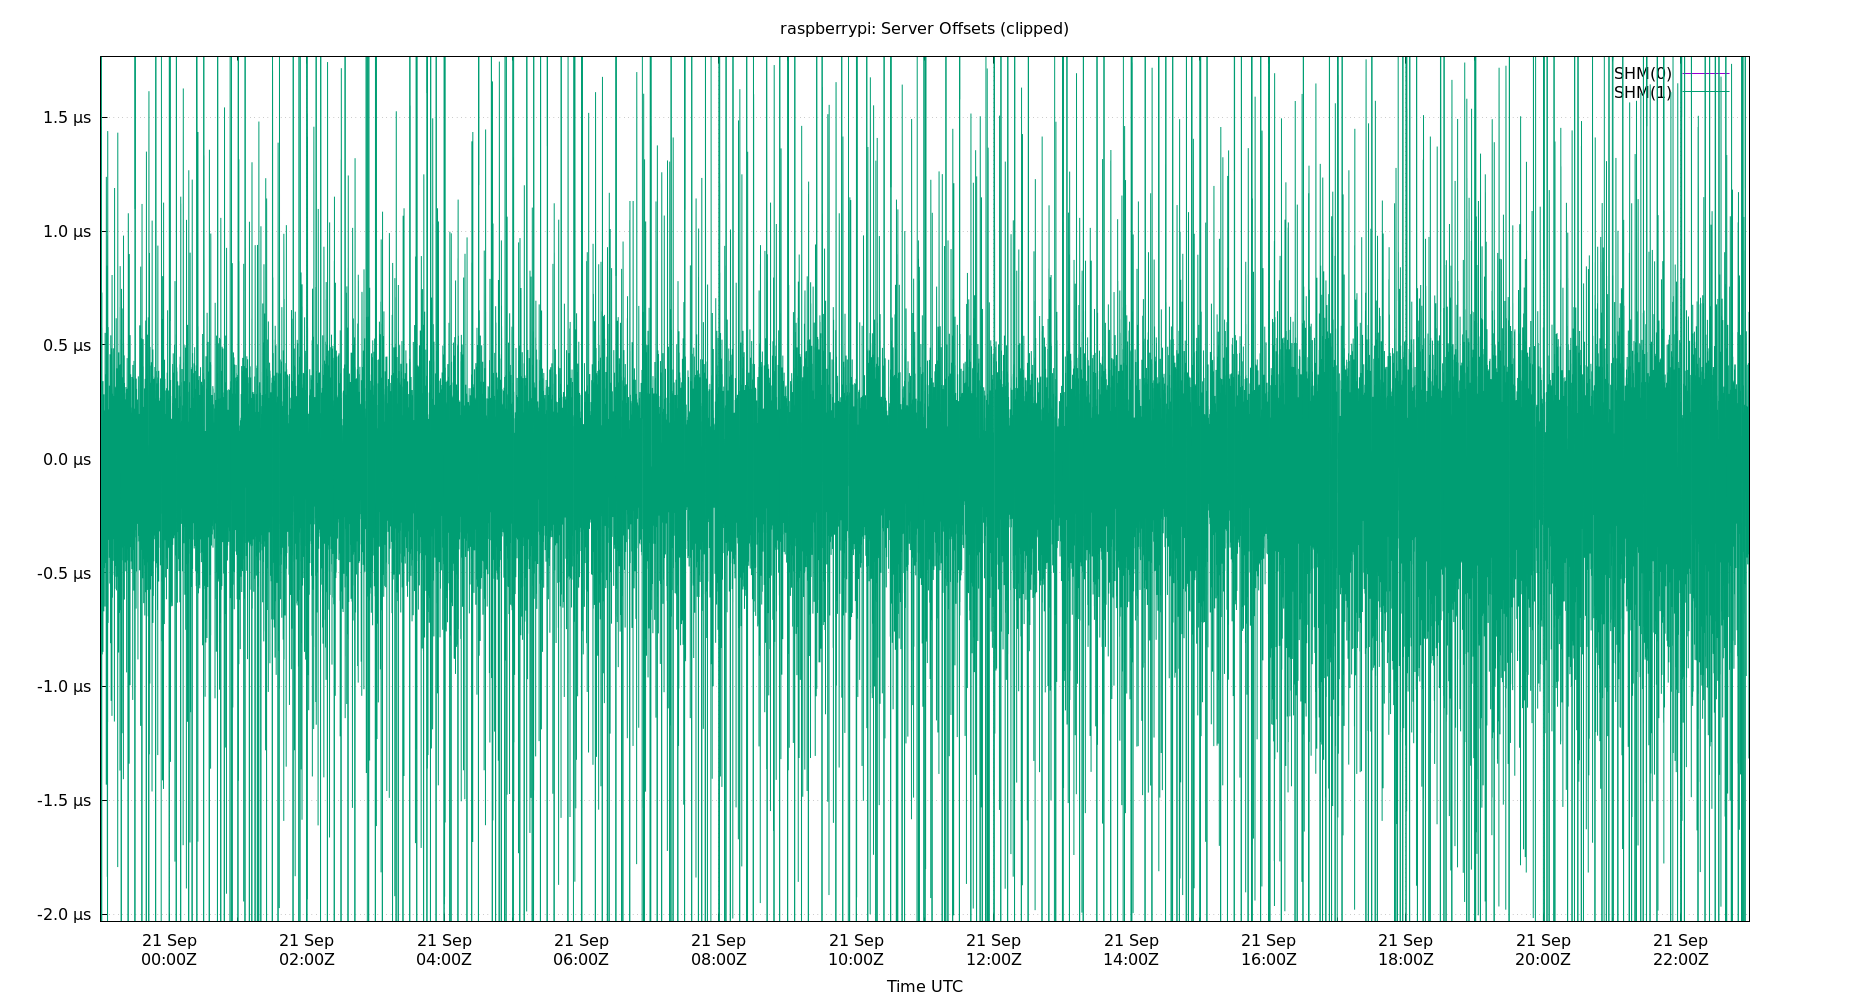 raspberrypi: Server Offsets (clipped)
SHM(0)
SHM(1)
1.5 µs
1.0 µs
0.5 µs
0.0 µs
-0.5 µs
-1.0 µs
-1.5 µs
-2.0 µs
21 Sep 21 Sep 21 Sep 21 Sep 21 Sep 21 Sep 21 Sep 21 Sep 21 Sep 21 Sep 21 Sep 21 Sep
00:00Z 02:00Z 04:00Z 06:00Z 08:00Z 10:00Z 12:00Z 14:00Z 16:00Z 18:00Z 20:00Z 22:00Z
Time UTC